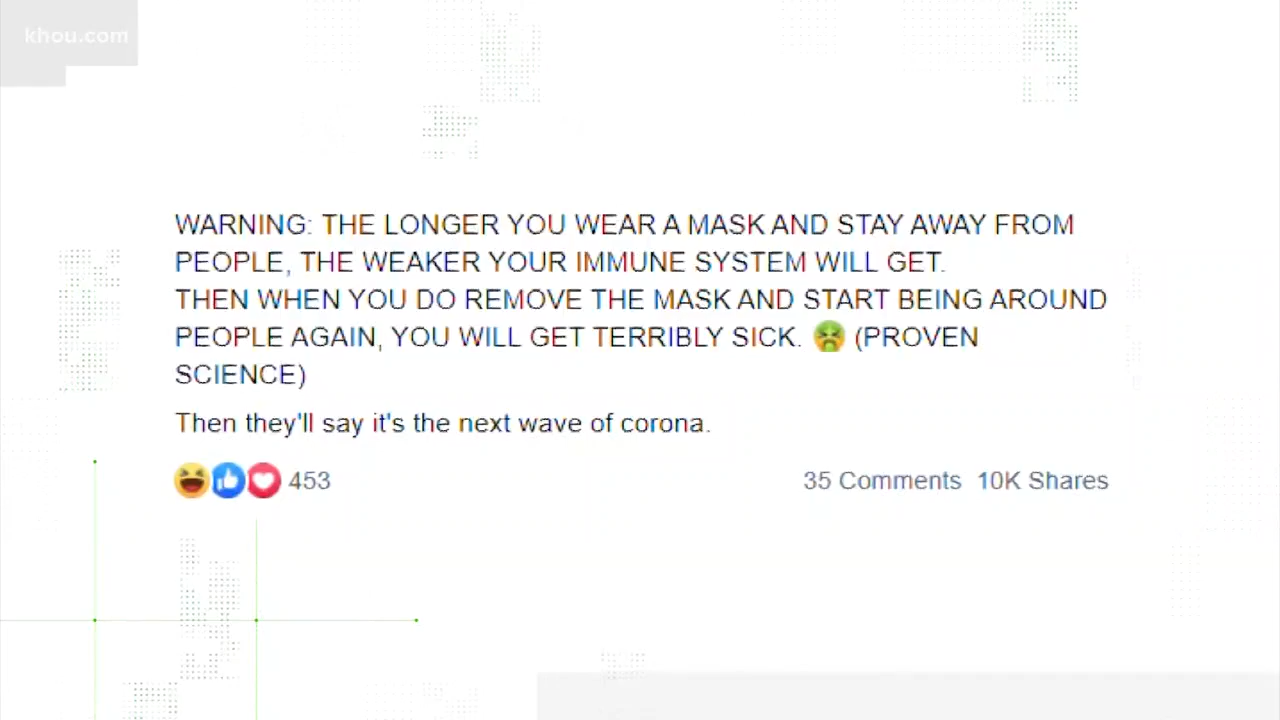 khou.com
WARNING: THE LONGER YOU WEAR A MASK AND STAY AWAY FROM
PEOPLE, THE WEAKER YOUR IMMUNE SYSTEM WILL GET.
THEN WHEN YOU DO REMOVE THE MASK AND START BEING AROUND
PEOPLE AGAIN, YOU WILL GET TERRIBLY SICK. 🤮 (PROVEN
SCIENCE)
Then they'll say it's the next wave of corona.
453 35 Comments 10K Shares